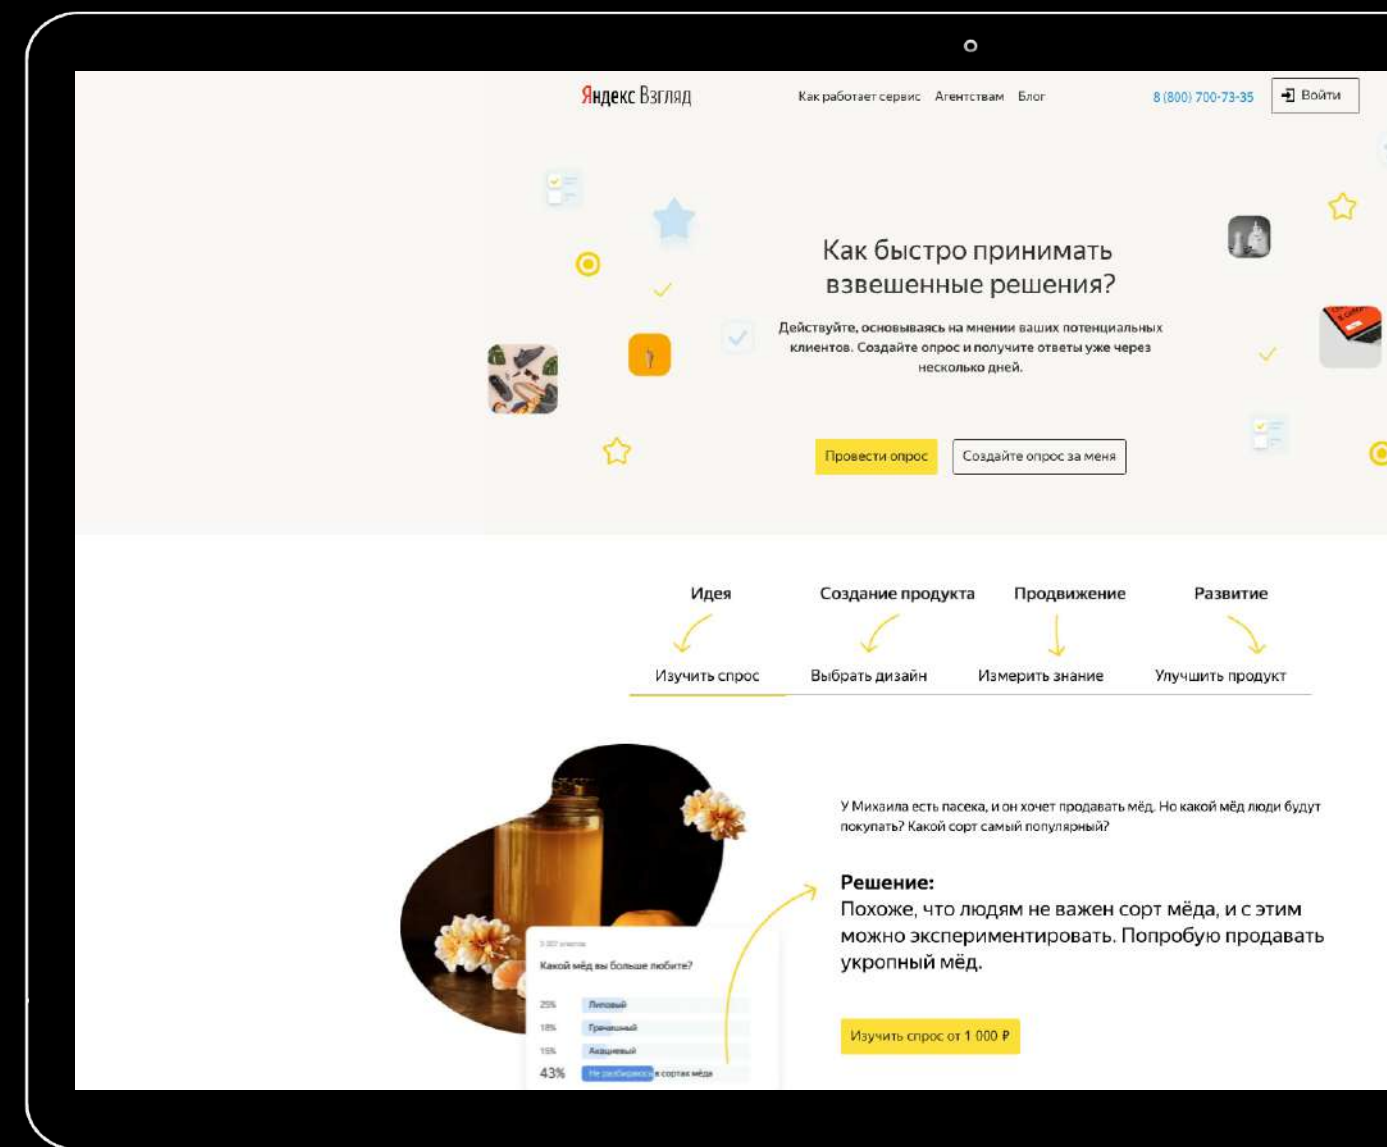 Яндекс Взгляд
Как работает сервис Агентствам Блог
8 (800) 700-73-35
Войти
Как быстро принимать
взвешенные решения?
Действуйте, основываясь на мнении ваших потенциальных
клиентов. Создайте опрос и получите ответы уже через
несколько дней.
Провести опрос
Создайте опрос за меня
Идея Создание продукта Продвижение Развитие
Изучить спрос Выбрать дизайн Измерить знание Улучшить продукт
У Михаила есть пасека, и он хочет продавать мёд. Но какой мёд люди будут
покупать? Какой сорт самый популярный?
Решение:
Похоже, что людям не важен сорт мёда, и с этим
можно экспериментировать. Попробую продавать
укропный мёд.
Изучить спрос от 1 000 ₽
Какой мёд вы больше любите?
25% Липовый
18% Гречишный
15% Акациевый
43% Не разбираюсь в сортах мёда